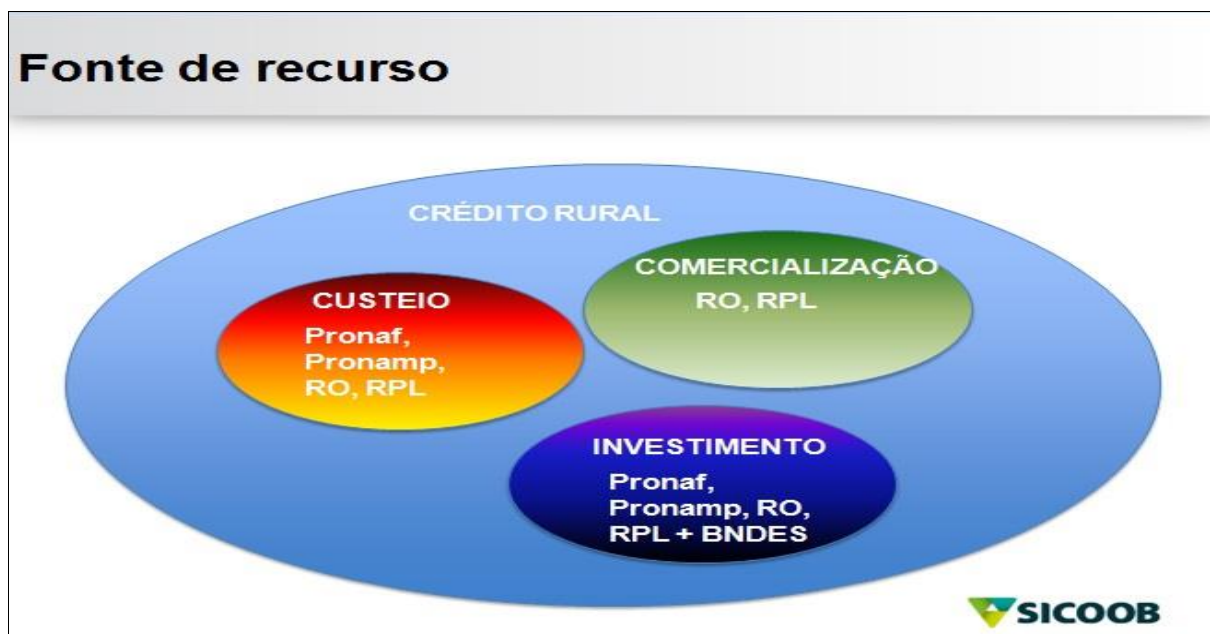 Fonte de recurso
CRÉDITO RURAL
COMERCIALIZAÇÃO
RO, RPL
CUSTEIO
Pronaf,
Pronamp,
RO, RPL
INVESTIMENTO
Pronaf,
Pronamp, RO,
RPL + BNDES
SICOOB